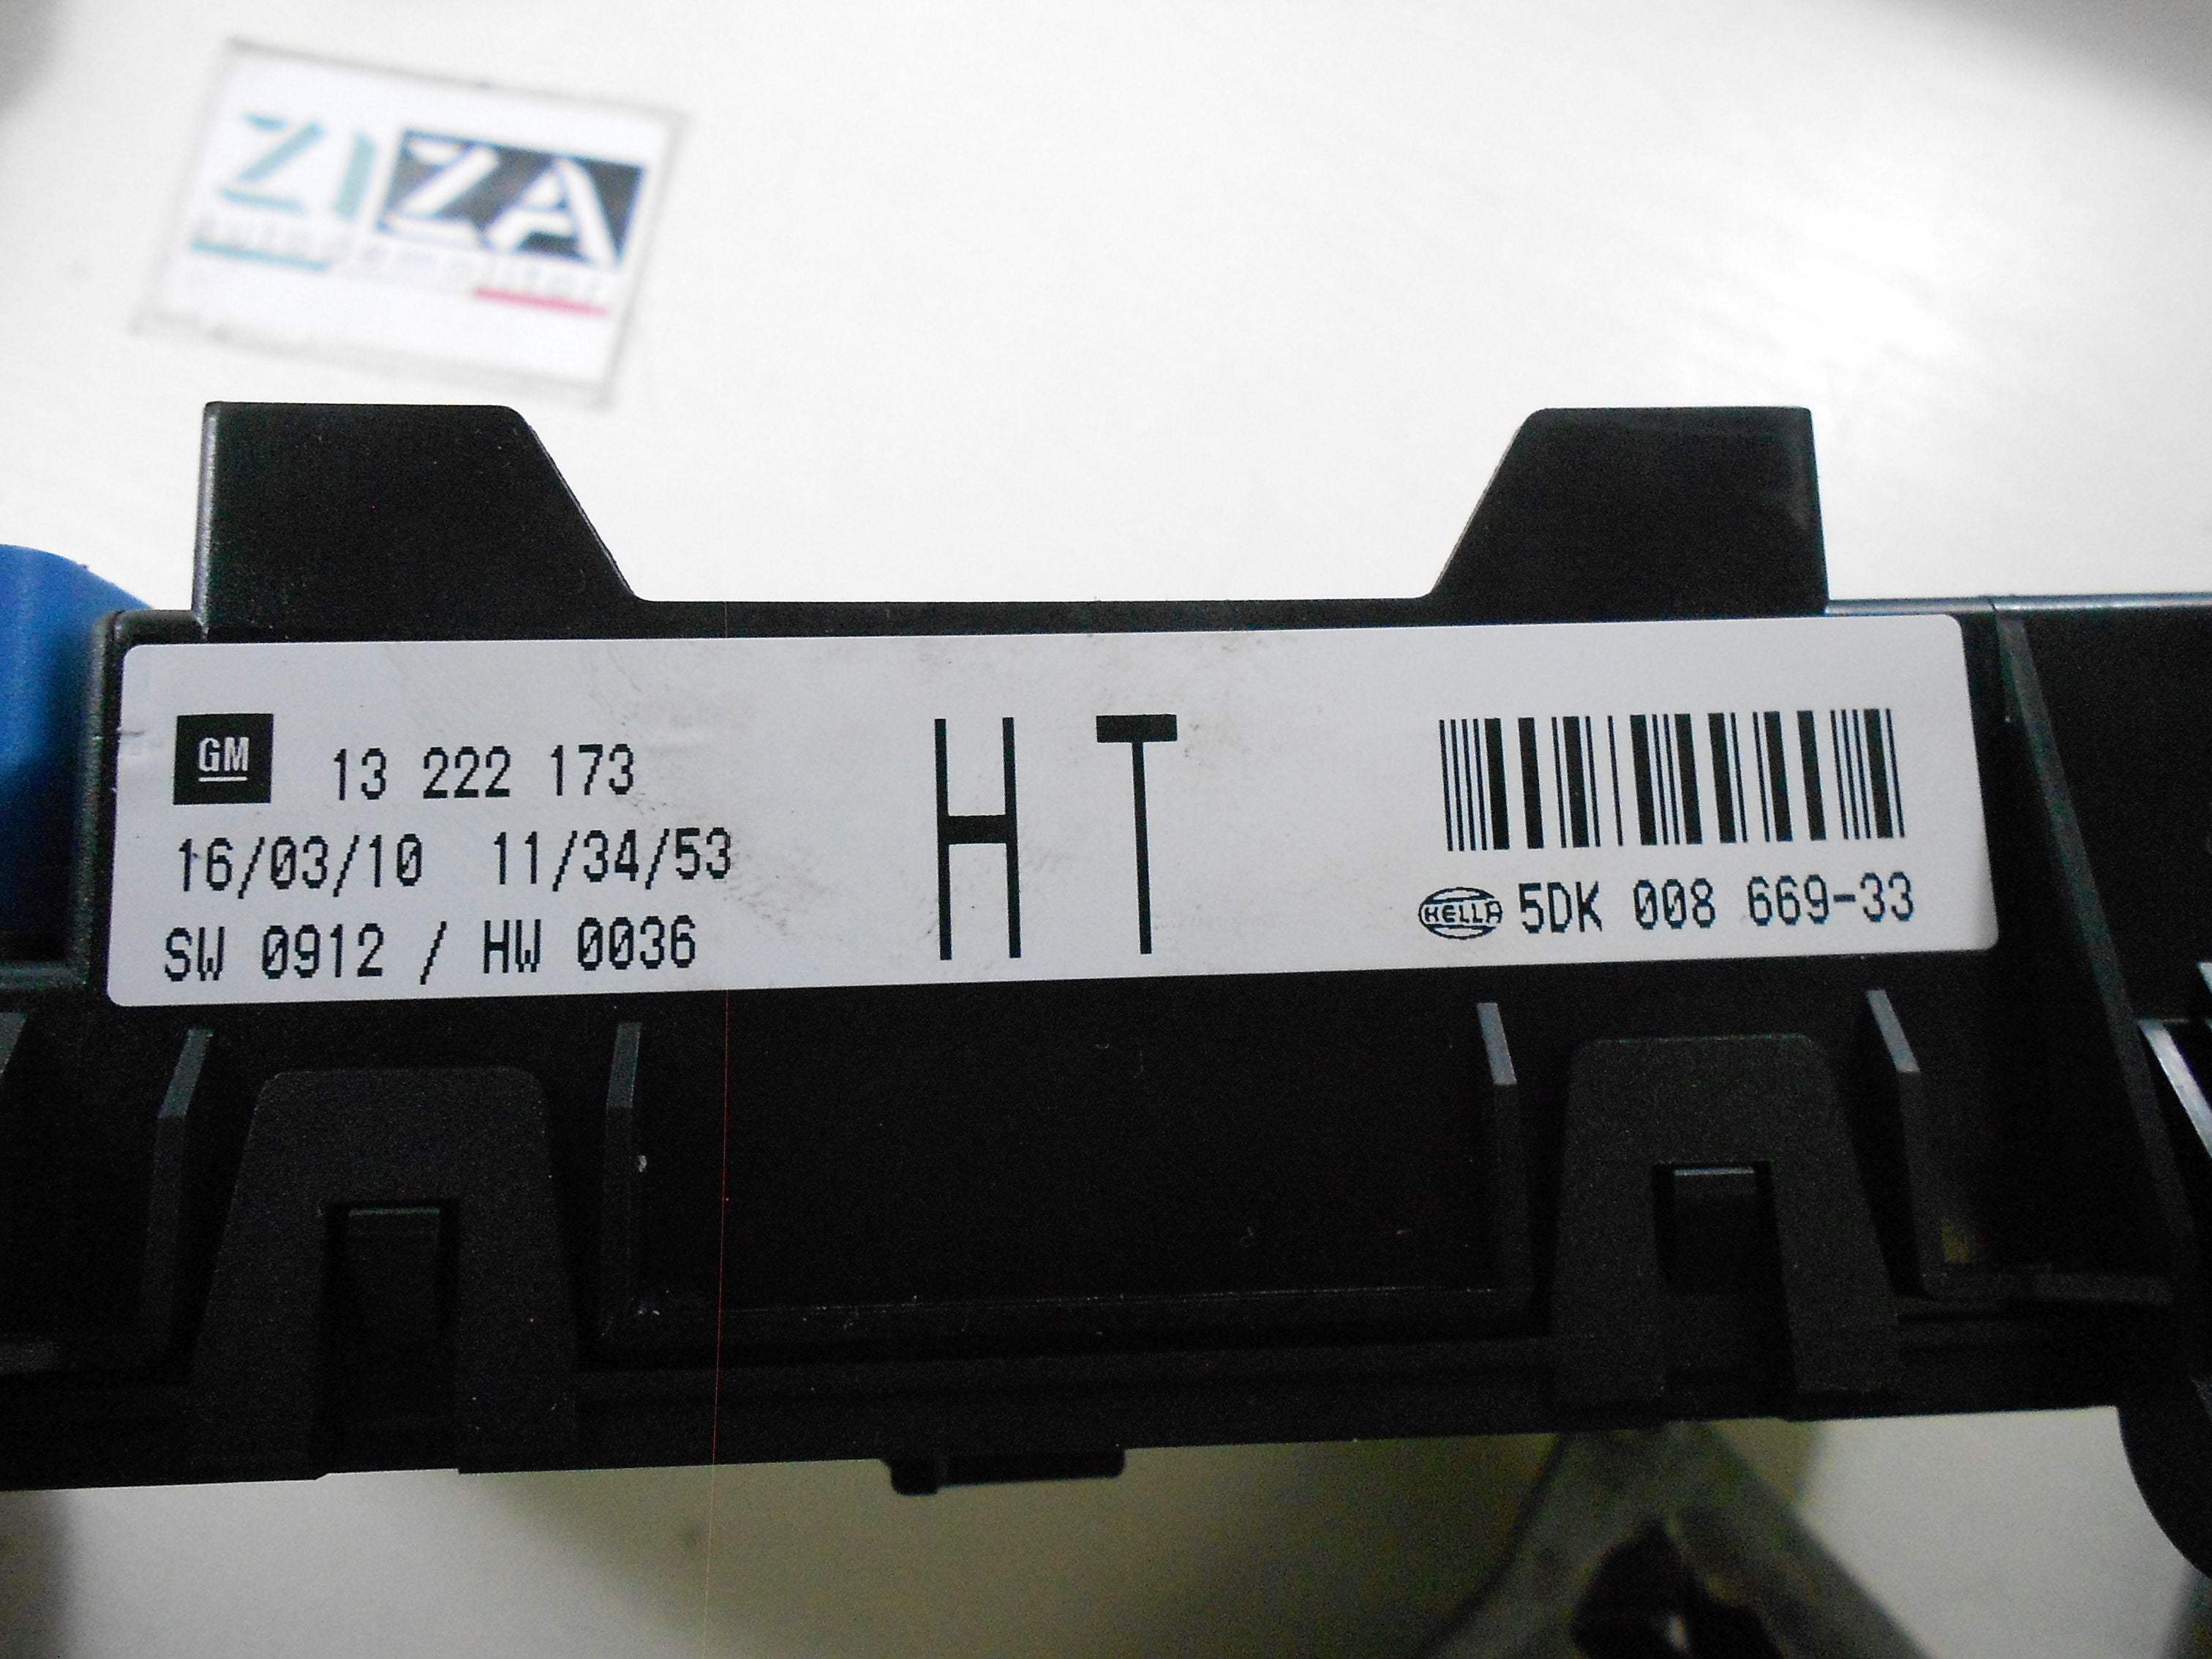 ZIZA
GM 13 222 173
16/03/10 11/34/53
SW 0912 / HW 0036
HT
HELLA 5DK 008 669-33